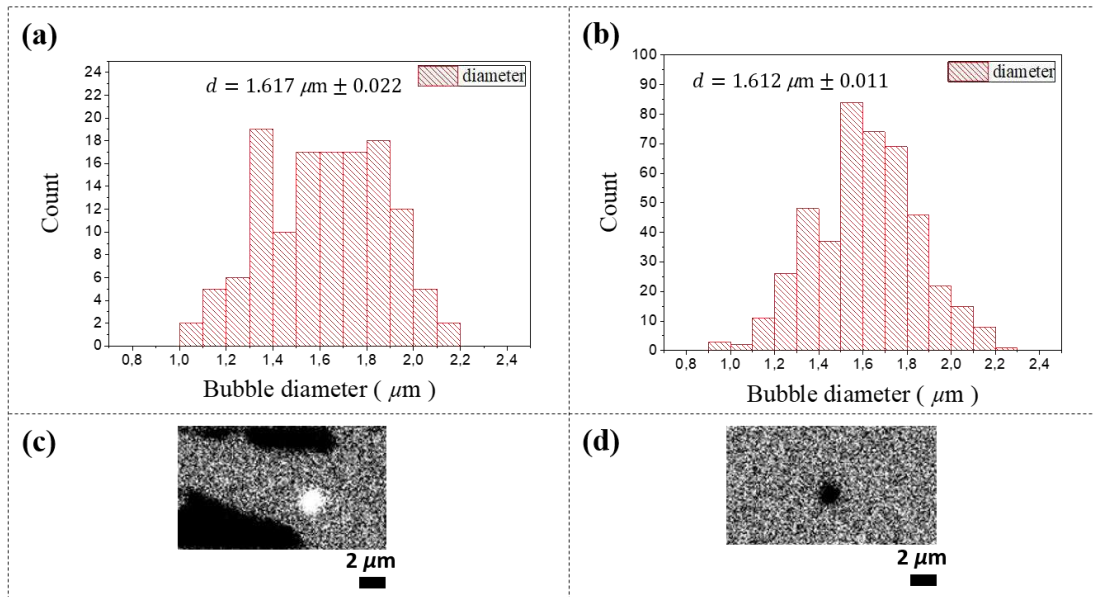 (a)
d = 1.617 μm ± 0.022
diameter
24
22
20
18
16
14
12
10
8
6
4
2
0
Count
0,8 1,0 1,2 1,4 1,6 1,8 2,0 2,2 2,4
Bubble diameter ( μm )
(b)
d = 1.612 μm ± 0.011
diameter
100
90
80
70
60
50
40
30
20
10
0
Count
0,8 1,0 1,2 1,4 1,6 1,8 2,0 2,2 2,4
Bubble diameter ( μm )
(c)
2 μm
(d)
2 μm